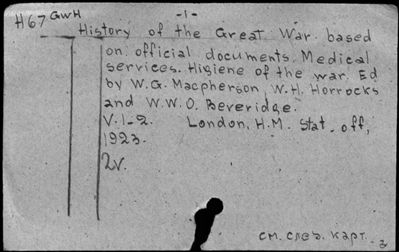 H67 GWH
-1-
History of the Great War based
on official documents. Medical
services. Higiene of the war. Ed
by W.G. Macpherson, W.H. Horrocks
and W.W.O. Beveridge.
V.1-2. London, H.M. Stat. off,
1923.
2v.
см. след. карт.